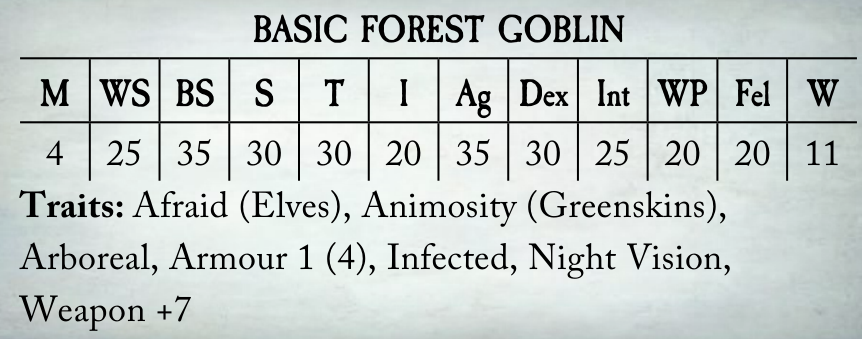 BASIC FOREST GOBLIN
M WS BS S T I Ag Dex Int WP Fel W
4 25 35 30 30 20 35 30 25 20 20 11
Traits: Afraid (Elves), Animosity (Greenskins),
Arboreal, Armour 1 (4), Infected, Night Vision,
Weapon +7